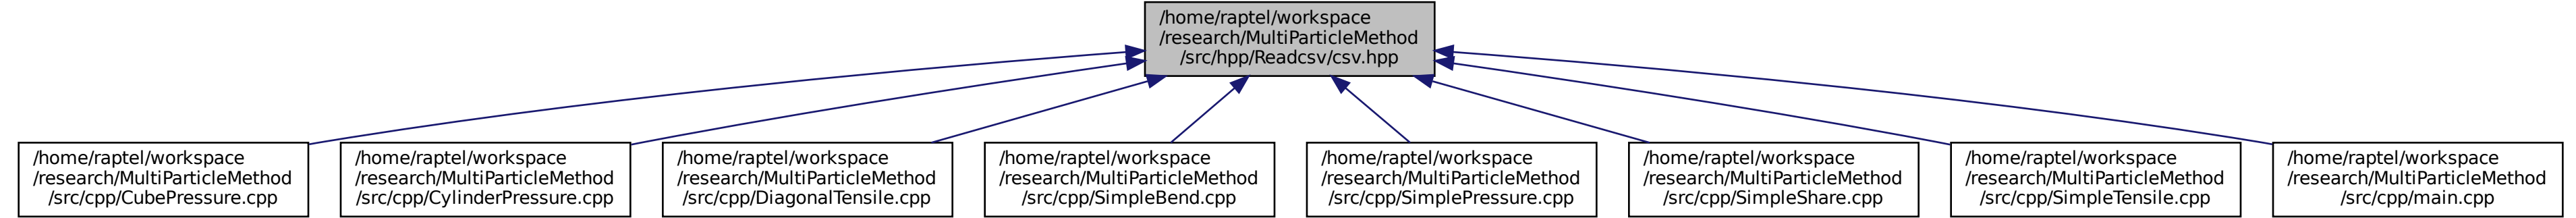 /home/raptel/workspace
/research/MultiParticleMethod
/src/hpp/Readcsv/csv.hpp
/home/raptel/workspace
/research/MultiParticleMethod
/src/cpp/CubePressure.cpp
/home/raptel/workspace
/research/MultiParticleMethod
/src/cpp/CylinderPressure.cpp
/home/raptel/workspace
/research/MultiParticleMethod
/src/cpp/DiagonalTensile.cpp
/home/raptel/workspace
/research/MultiParticleMethod
/src/cpp/SimpleBend.cpp
/home/raptel/workspace
/research/MultiParticleMethod
/src/cpp/SimplePressure.cpp
/home/raptel/workspace
/research/MultiParticleMethod
/src/cpp/SimpleShare.cpp
/home/raptel/workspace
/research/MultiParticleMethod
/src/cpp/SimpleTensile.cpp
/home/raptel/workspace
/research/MultiParticleMethod
/src/cpp/main.cpp